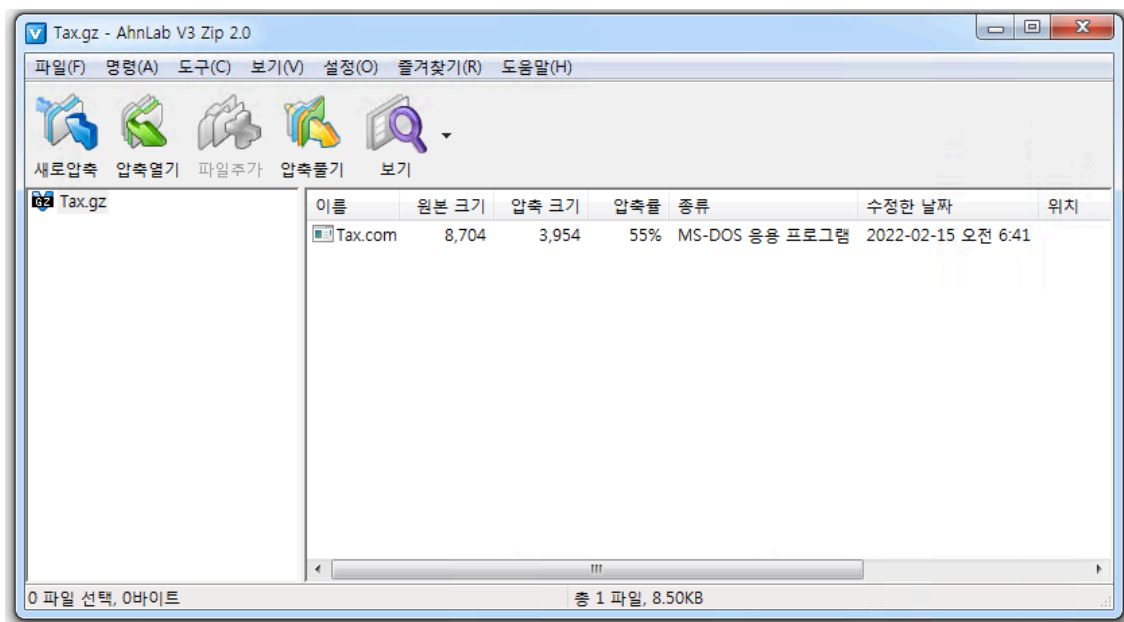 Tax.gz - AhnLab V3 Zip 2.0
파일(F) 명령(A) 도구(C) 보기(V) 설정(O) 즐겨찾기(R) 도움말(H)
새로압축 압축열기 파일추가 압축풀기 보기
Tax.gz
이름 원본 크기 압축 크기 압축률 종류 수정한 날짜 위치
Tax.com 8,704 3,954 55% MS-DOS 응용 프로그램 2022-02-15 오전 6:41
0 파일 선택, 0바이트 총 1 파일, 8.50KB